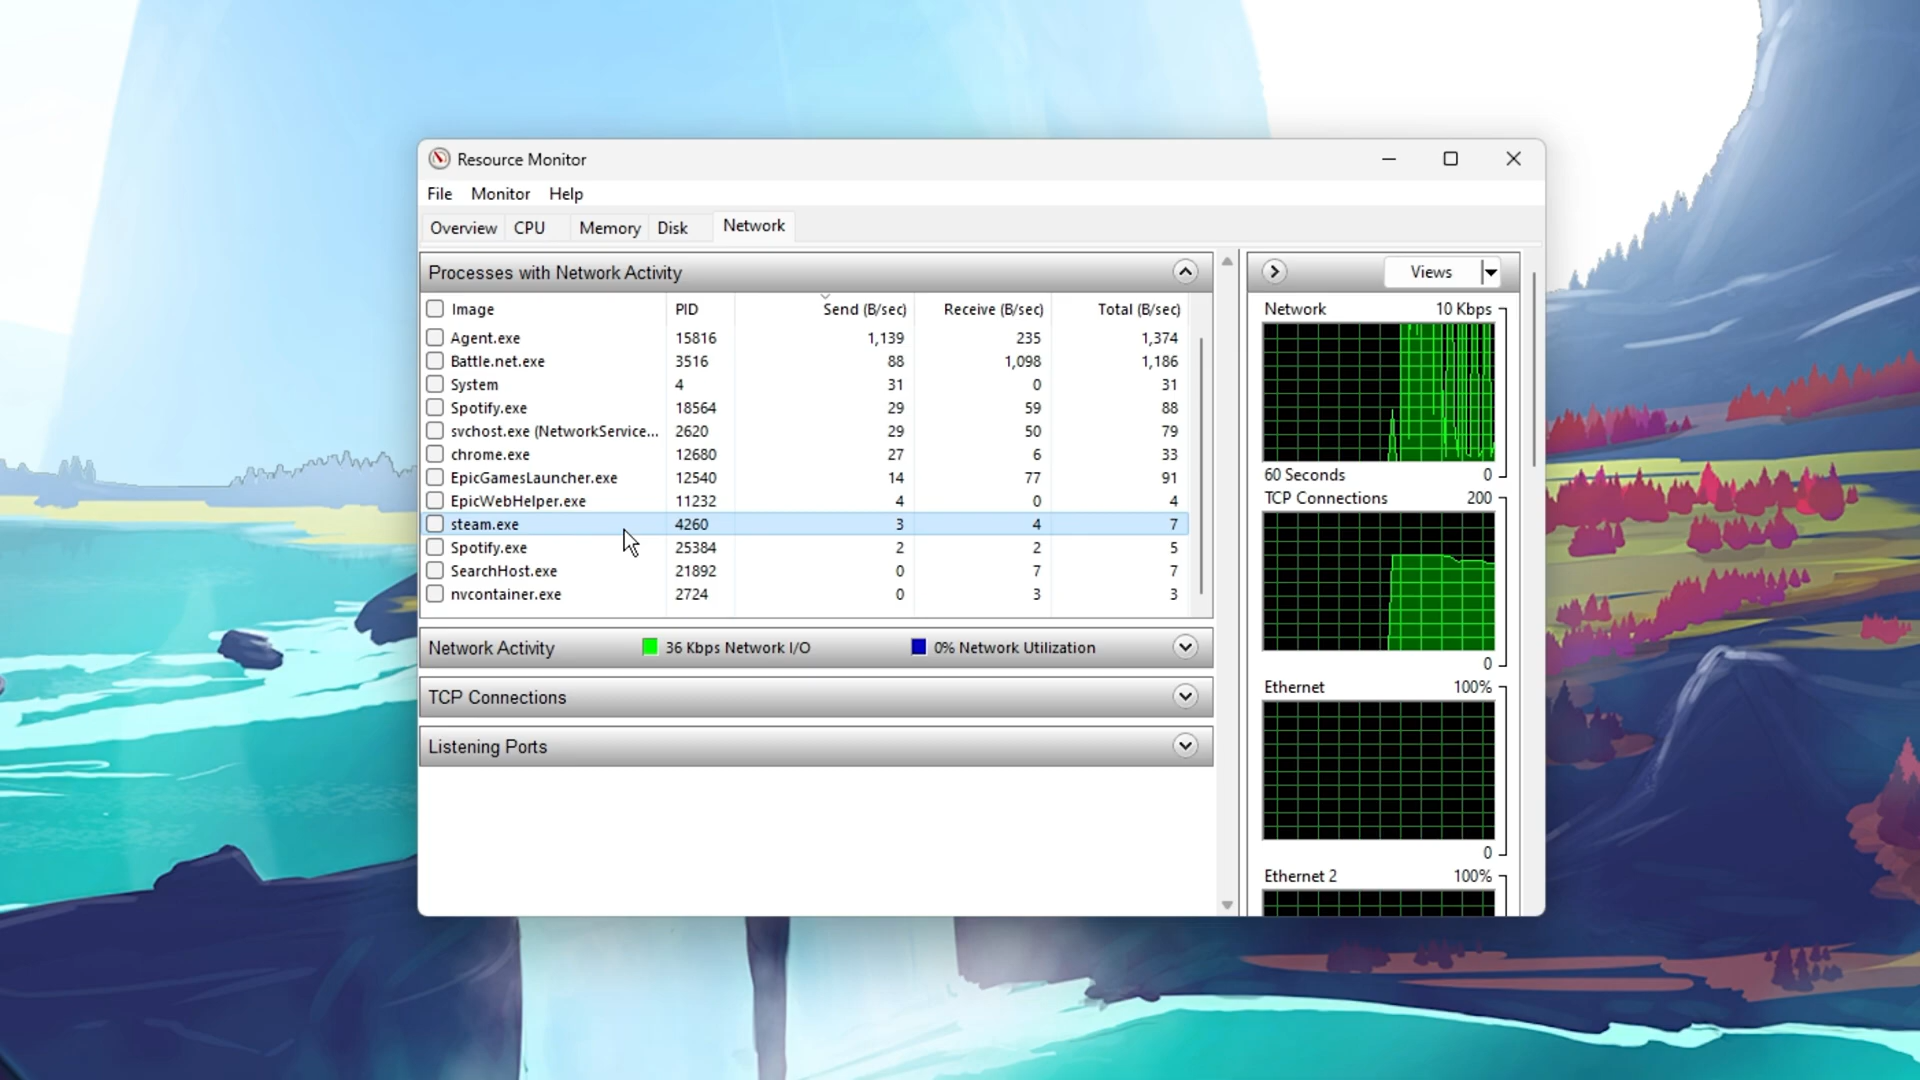 Resource Monitor
File Monitor Help
Overview CPU Memory Disk Network
Processes with Network Activity
Image PID Send (B/sec) Receive (B/sec) Total (B/sec)
Agent.exe 15816 1,139 235 1,374
Battle.net.exe 3516 88 1,098 1,186
System 4 31 0 31
Spotify.exe 18564 29 59 88
svchost.exe (NetworkService... 2620 29 50 79
chrome.exe 12680 27 6 33
EpicGamesLauncher.exe 12540 14 77 91
EpicWebHelper.exe 11232 4 0 4
steam.exe 4260 3 4 7
Spotify.exe 25384 2 2 5
SearchHost.exe 21892 0 7 7
nvcontainer.exe 2724 0 3 3
Network Activity 36 Kbps Network I/O 0% Network Utilization
TCP Connections
Listening Ports
Views
Network 10 Kbps
60 Seconds 0
TCP Connections 200
0
Ethernet 100%
0
Ethernet 2 100%